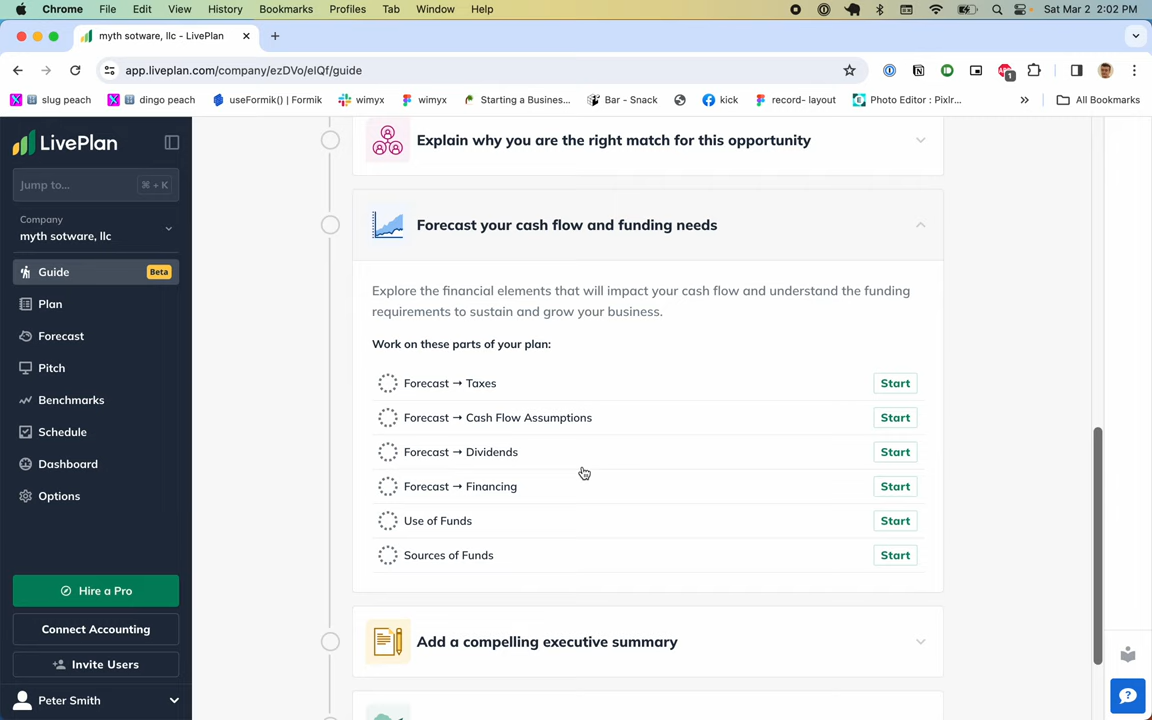 Chrome File Edit View History Bookmarks Profiles Tab Window Help Sat Mar 2 2:02 PM
myth sotware, llc - LivePlan
app.liveplan.com/company/ezDVo/elQf/guide
1
slug peach dingo peach useFormik() | Formik wimyx wimyx Starting a Busines... Bar - Snack kick record- layout Photo Editor : Pixlr... » All Bookmarks
LivePlan
Jump to... ⌘ + K
Company
myth sotware, llc
Guide Beta
Plan
Forecast
Pitch
Benchmarks
Schedule
Dashboard
Options
Hire a Pro
Connect Accounting
Invite Users
Peter Smith
Explain why you are the right match for this opportunity
Forecast your cash flow and funding needs
Explore the financial elements that will impact your cash flow and understand the funding
requirements to sustain and grow your business.
Work on these parts of your plan:
Forecast → Taxes Start
Forecast → Cash Flow Assumptions Start
Forecast → Dividends Start
Forecast → Financing Start
Use of Funds Start
Sources of Funds Start
Add a compelling executive summary